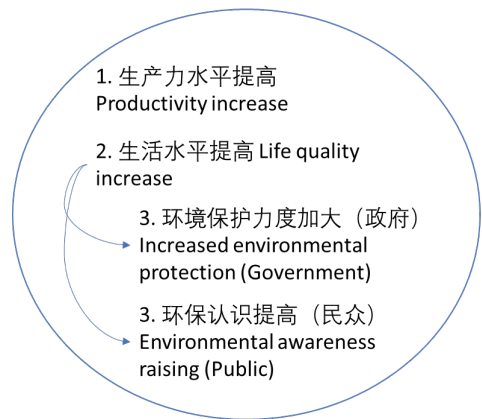 1. 生产力水平提高
Productivity increase
2. 生活水平提高 Life quality
increase
3. 环境保护力度加大（政府）
Increased environmental
protection (Government)
3. 环保认识提高（民众）
Environmental awareness
raising (Public)